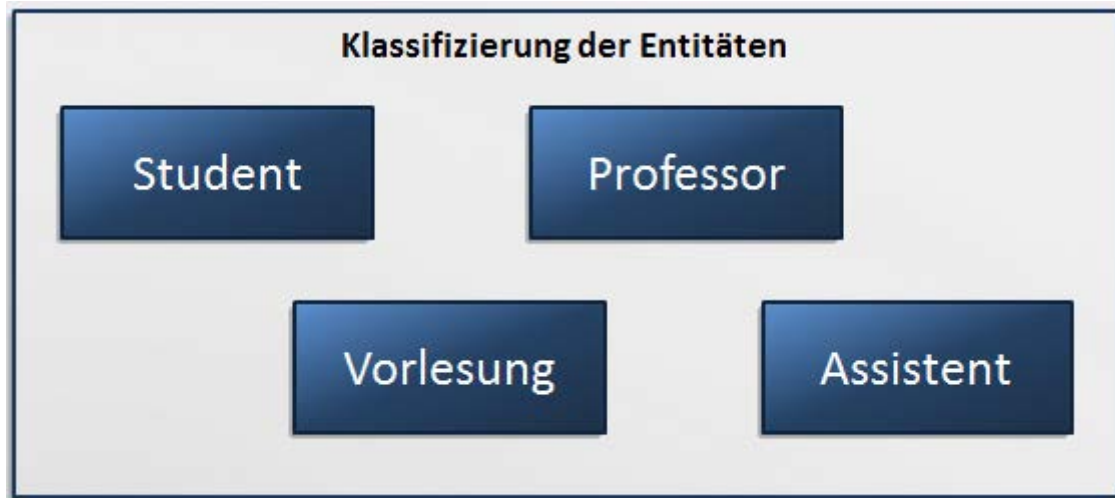 Klassifizierung der Entitäten
Student
Professor
Vorlesung
Assistent